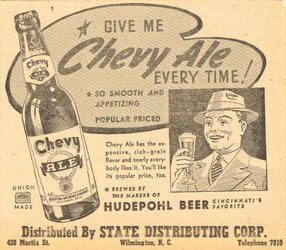 GIVE ME
Chevy Ale
EVERY TIME!
SO SMOOTH AND
APPETIZING
POPULAR PRICED
Chevy
Chevy
ALE
UNION
MADE
Chevy Ale has the ex-
pensive, rich-grain
flavor and nearly every-
body likes it. You'll like
its popular price, too.
BREWED BY
THE MAKERS OF
HUDEPOHL BEER
CINCINNATI'S
FAVORITE
Distributed By STATE DISTRIBUTING CORP.
420 Martin St. Wilmington, N. C. Telephone 7810